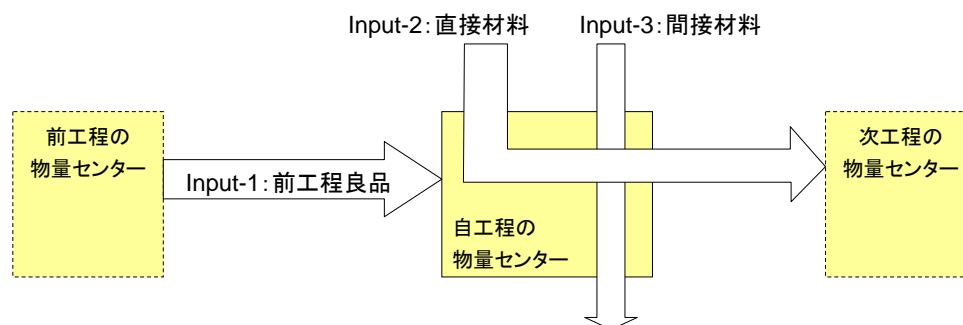 Input-2：直接材料
Input-3：間接材料
前工程の
物量センター
Input-1：前工程良品
自工程の
物量センター
次工程の
物量センター